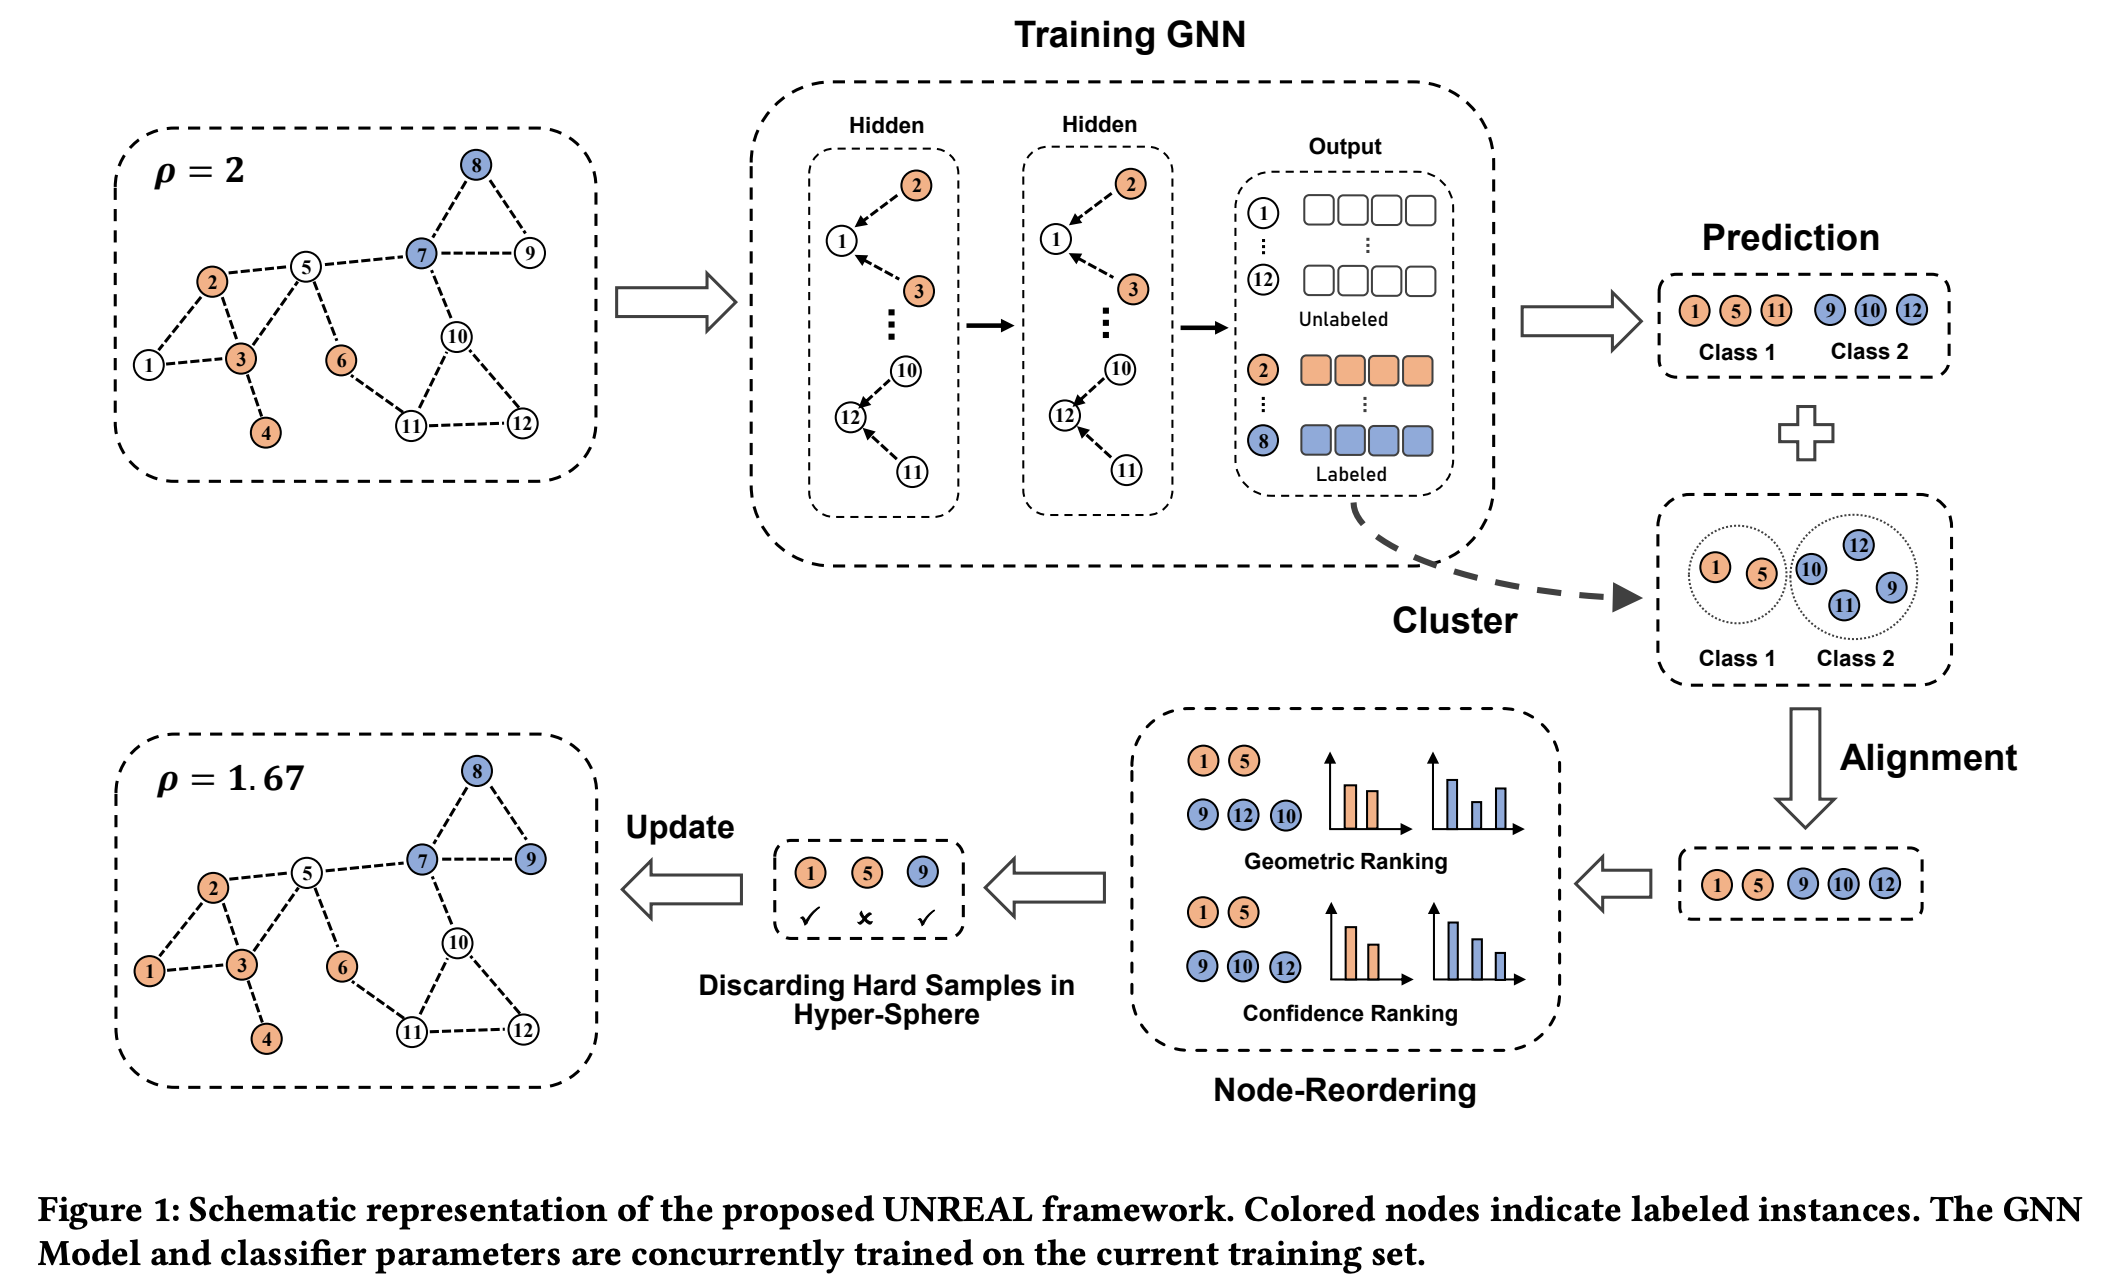 Training GNN
ρ = 2
8
7
9
5
2
10
3
6
1
11
12
4
Hidden
2
1
3
10
12
11
Hidden
2
1
3
10
12
11
Output
1
12
Unlabeled
2
8
Labeled
Prediction
1 5 11 9 10 12
Class 1 Class 2
Cluster
12
1 5 10 9
11
Class 1 Class 2
Alignment
1 5 9 10 12
1 5
9 12 10
Geometric Ranking
1 5
9 10 12
Confidence Ranking
Node-Reordering
1 5 9
✓ × ✓
Discarding Hard Samples in
Hyper-Sphere
Update
ρ = 1.67
8
7
9
5
2
10
3
6
1
11
12
4
Figure 1: Schematic representation of the proposed UNREAL framework. Colored nodes indicate labeled instances. The GNN
Model and classifier parameters are concurrently trained on the current training set.